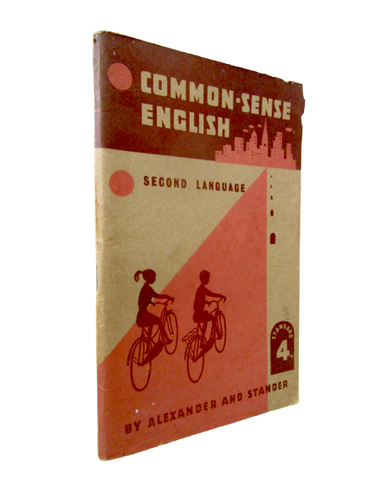 COMMON-SENSE
ENGLISH
SECOND LANGUAGE
STANDARD
4
BY ALEXANDER AND STANDER